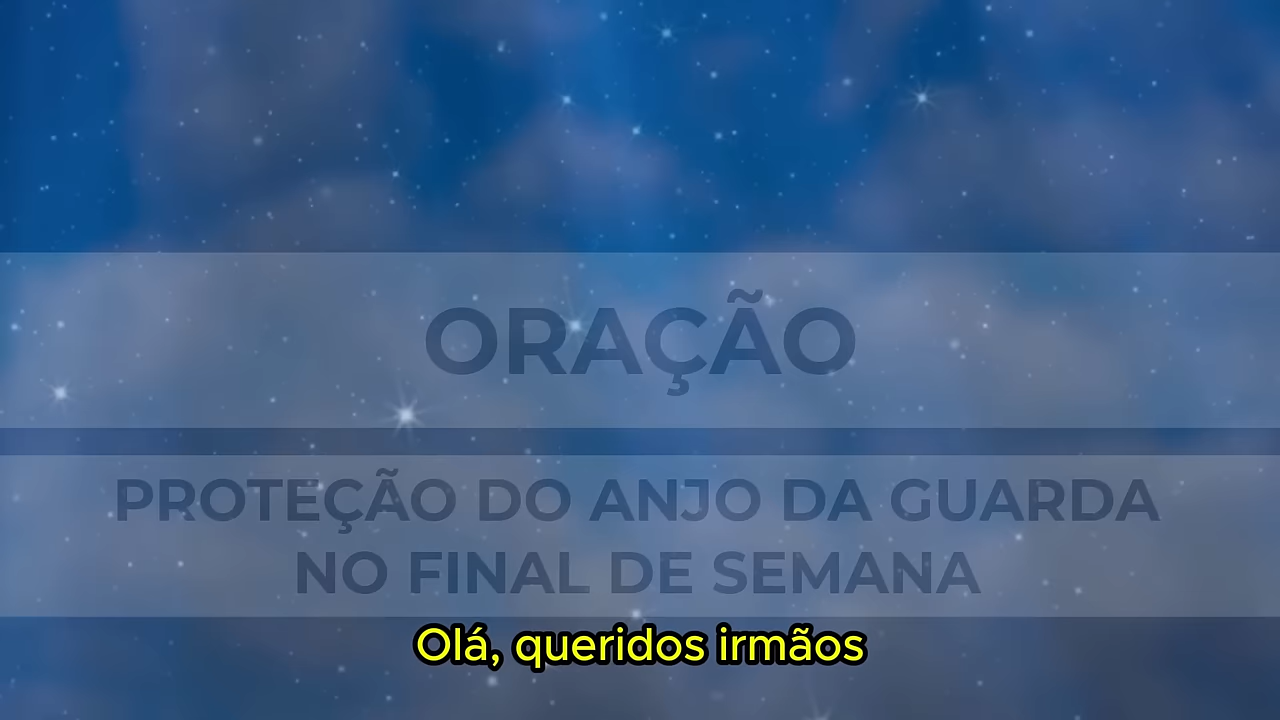 ORAÇÃO
PROTEÇÃO DO ANJO DA GUARDA
NO FINAL DE SEMANA
Olá, queridos irmãos